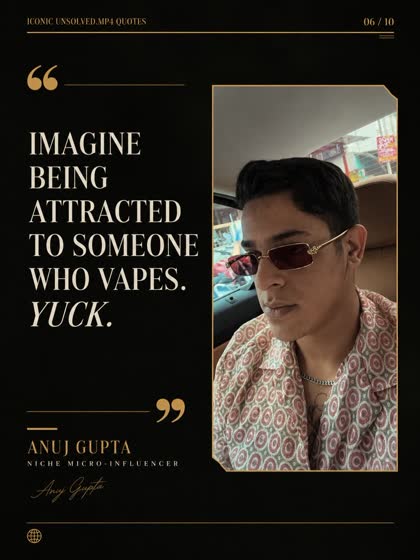 ICONIC UNSOLVED.MP4 QUOTES
06 / 10
“
IMAGINE
BEING
ATTRACTED
TO SOMEONE
WHO VAPES.
YUCK.
”
ANUJ GUPTA
NICHE MICRO-INFLUENCER
Anuj Gupta